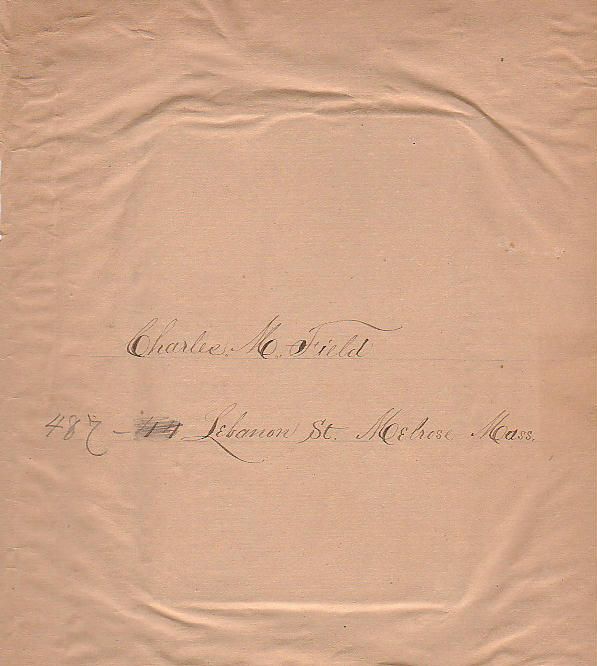 Charles. M. Field
487 - 44 Lebanon St. Melrose Mass.